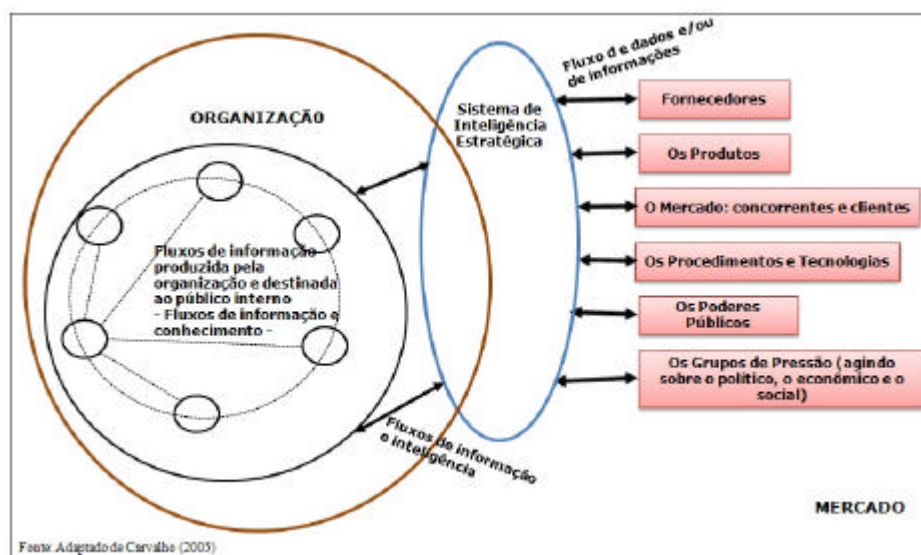 Fluxo d e dados e/ou
de informações
Fornecedores
Sistema de
Inteligência
Estratégica
ORGANIZAÇÃO
Os Produtos
O Mercado: concorrentes e clientes
Fluxos de informação
produzida pela
organização e destinada
ao público interno
- Fluxos de informação e
conhecimento -
Os Procedimentos e Tecnologias
Os Poderes
Públicos
Os Grupos de Pressão (agindo
sobre o político, o económico e o
social)
Fluxos de informação
e inteligência
MERCADO
Fonte: Adaptado de Carvalho (2005)